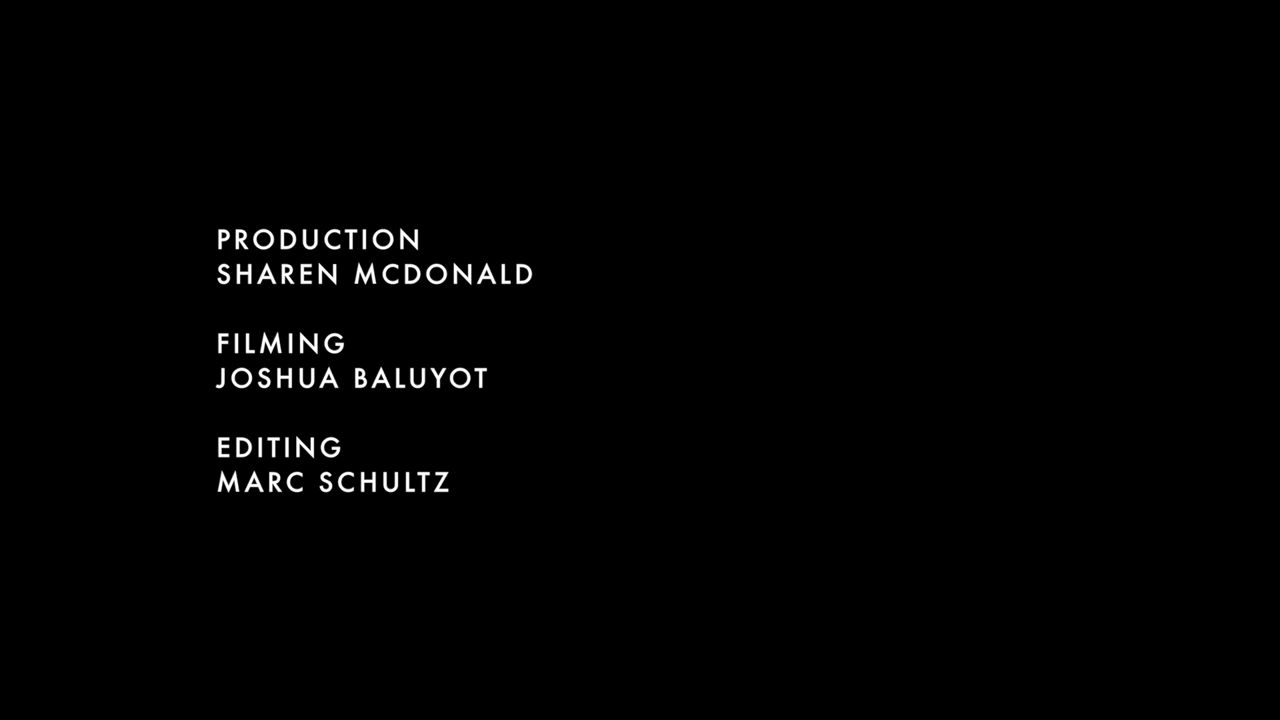 PRODUCTION
SHAREN MCDONALD
FILMING
JOSHUA BALUYOT
EDITING
MARC SCHULTZ